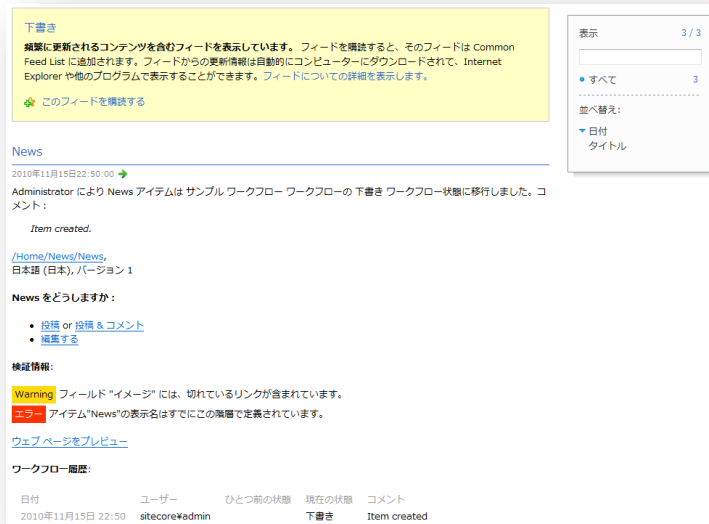 下書き
頻繁に更新されるコンテンツを含むフィードを表示しています。 フィードを購読すると、そのフィードは Common
Feed List に追加されます。フィードからの更新情報は自動的にコンピューターにダウンロードされて、Internet
Explorer や他のプログラムで表示することができます。フィードについての詳細を表示します。
このフィードを購読する
表示 3 / 3
すべて 3
並べ替え:
日付
タイトル
News
2010年11月15日22:50:00
Administrator により News アイテムは サンプル ワークフロー ワークフローの 下書き ワークフロー状態に移行しました。コ
メント：
Item created.
/Home/News/News,
日本語 (日本), バージョン 1
News をどうしますか：
投稿 or 投稿 & コメント
編集する
検証情報:
Warning フィールド "イメージ" には、切れているリンクが含まれています。
エラー アイテム"News"の表示名はすでにこの階層で定義されています。
ウェブ ページをプレビュー
ワークフロー履歴:
日付 ユーザー ひとつ前の状態 現在の状態 コメント
2010年11月15日 22:50 sitecore¥admin 下書き Item created